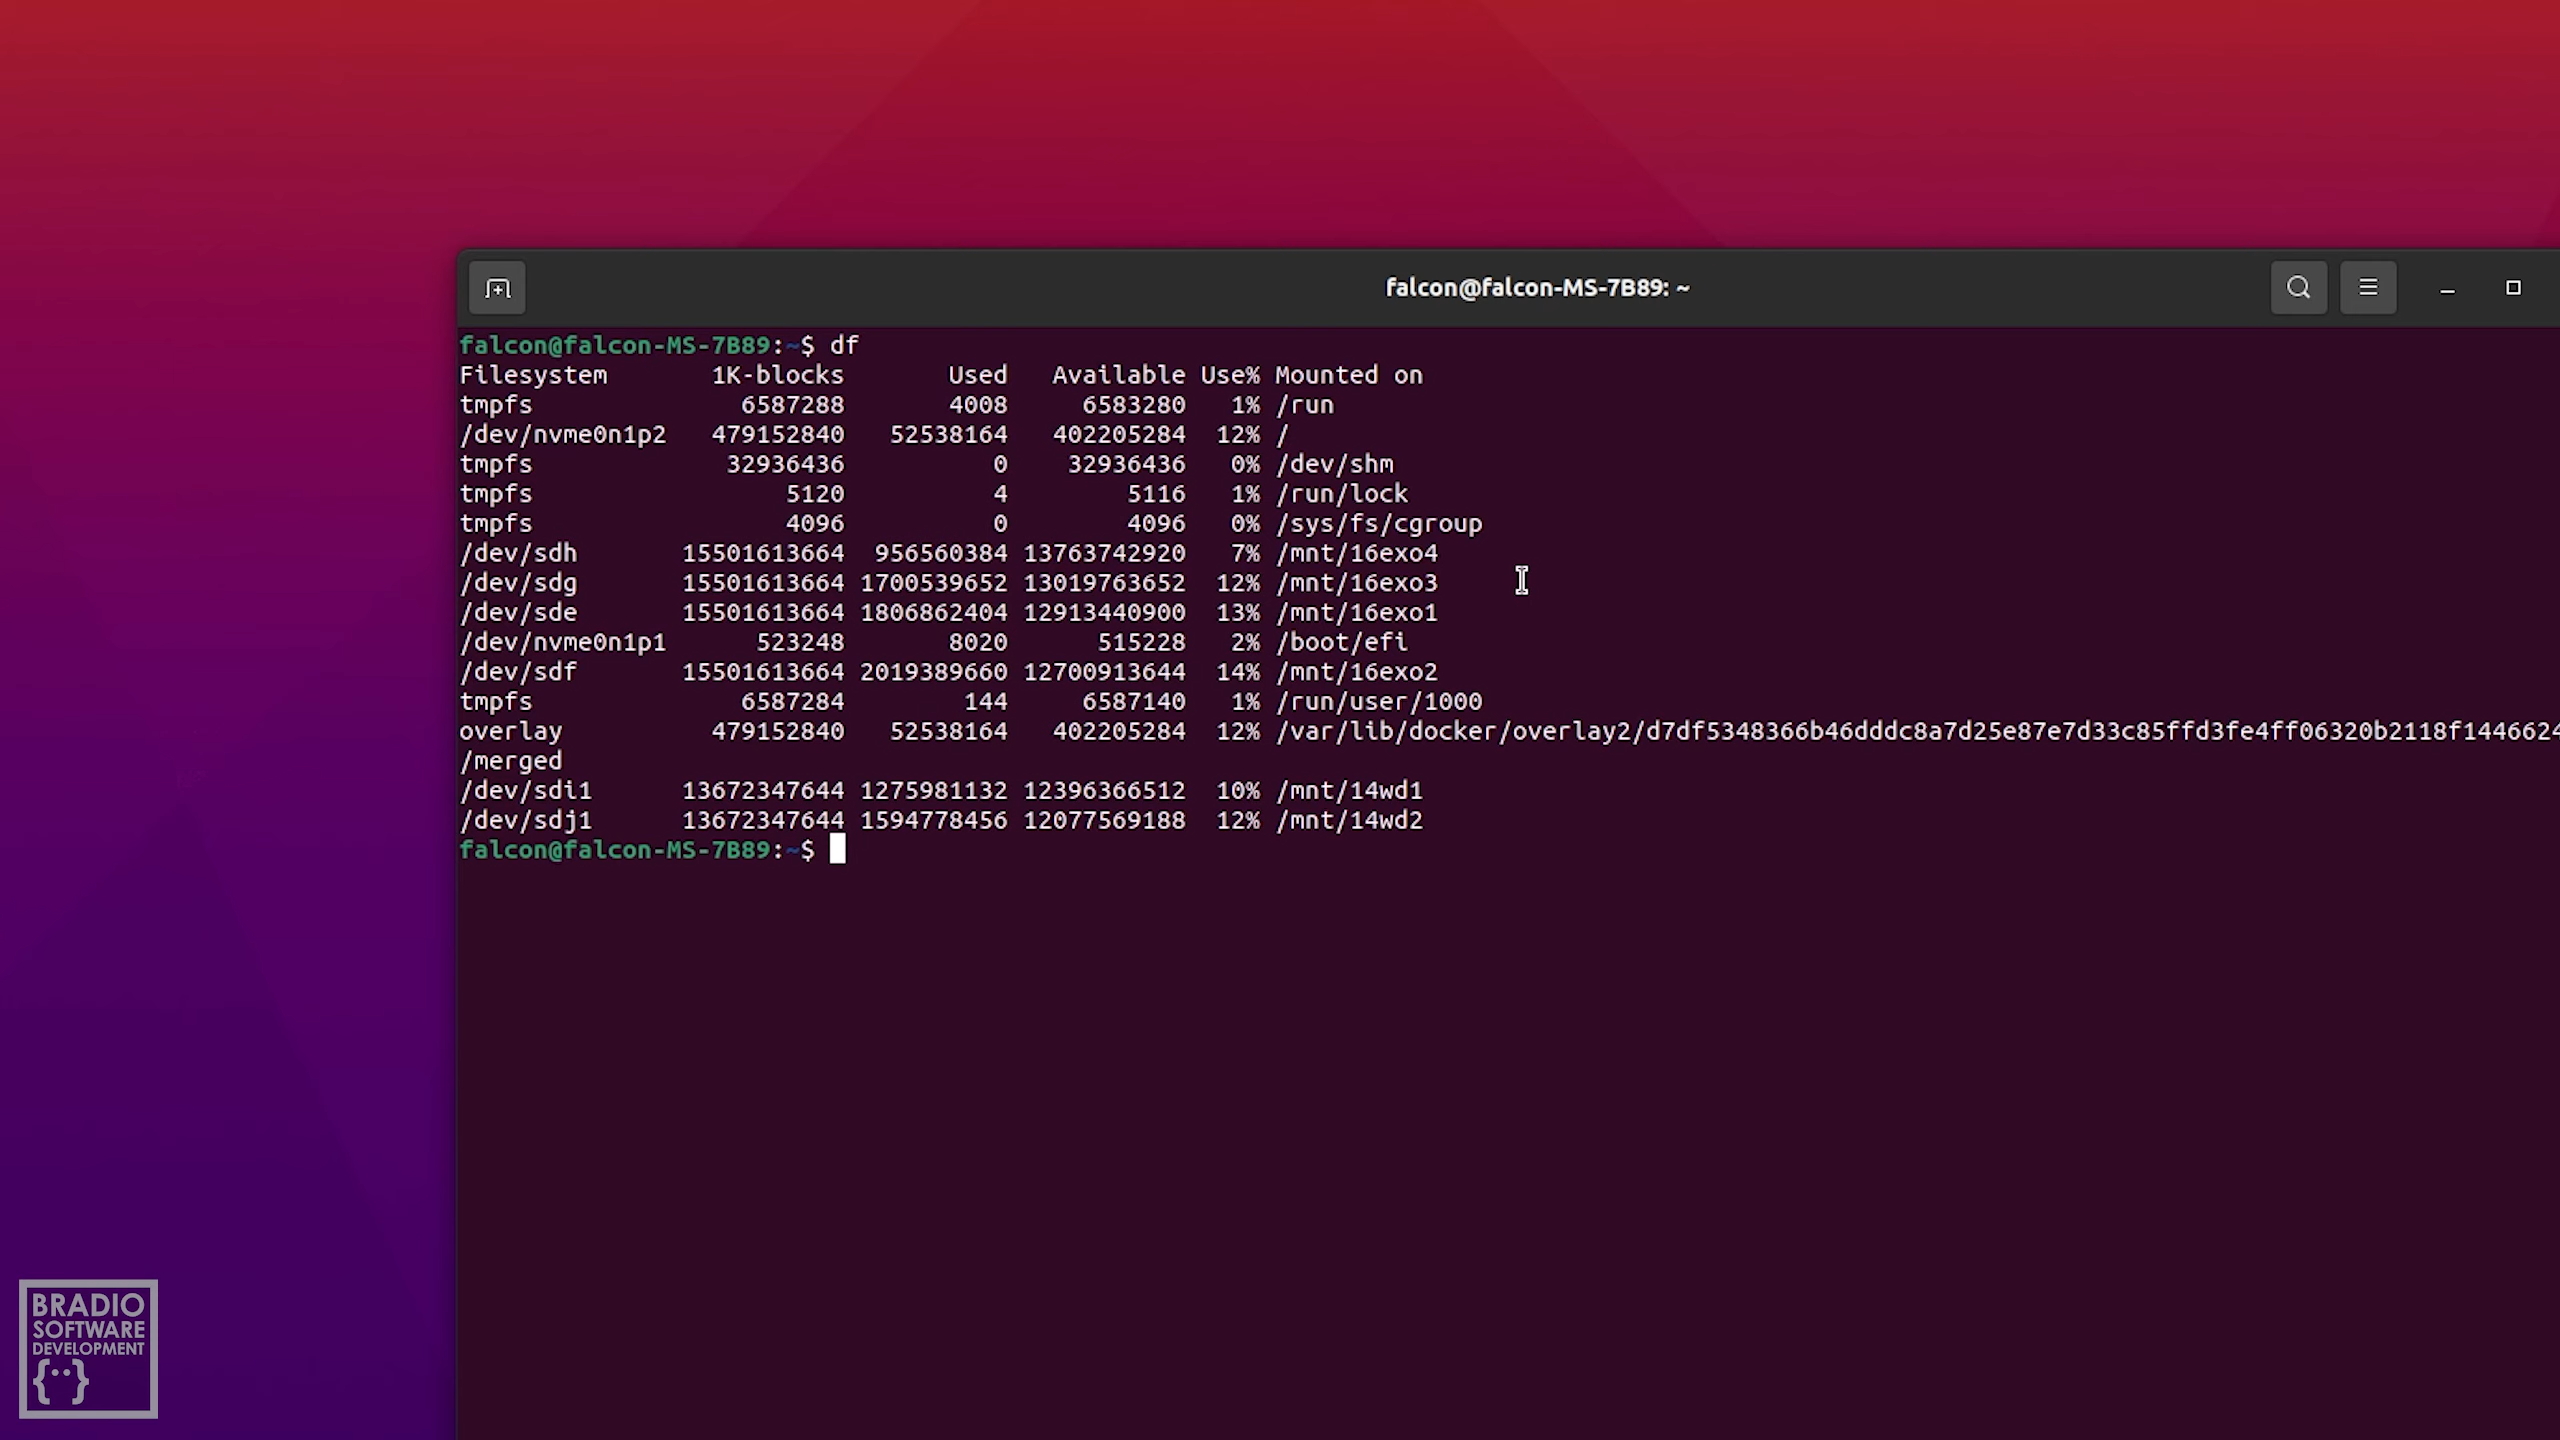 falcon@falcon-MS-7B89: ~
falcon@falcon-MS-7B89:~$ df
Filesystem       1K-blocks       Used   Available Use% Mounted on
tmpfs              6587288       4008     6583280   1% /run
/dev/nvme0n1p2   479152840   52538164   402205284  12% /
tmpfs             32936436          0    32936436   0% /dev/shm
tmpfs                 5120          4        5116   1% /run/lock
tmpfs                 4096          0        4096   0% /sys/fs/cgroup
/dev/sdh       15501613664  956560384 13763742920   7% /mnt/16exo4
/dev/sdg       15501613664 1700539652 13019763652  12% /mnt/16exo3
/dev/sde       15501613664 1806862404 12913440900  13% /mnt/16exo1
/dev/nvme0n1p1      523248       8020      515228   2% /boot/efi
/dev/sdf       15501613664 2019389660 12700913644  14% /mnt/16exo2
tmpfs              6587284        144     6587140   1% /run/user/1000
overlay          479152840   52538164   402205284  12% /var/lib/docker/overlay2/d7df5348366b46dddc8a7d25e87e7d33c85ffd3fe4ff06320b2118f1446624
/merged
/dev/sdi1      13672347644 1275981132 12396366512  10% /mnt/14wd1
/dev/sdj1      13672347644 1594778456 12077569188  12% /mnt/14wd2
falcon@falcon-MS-7B89:~$
BRADIO
SOFTWARE
DEVELOPMENT
{··}